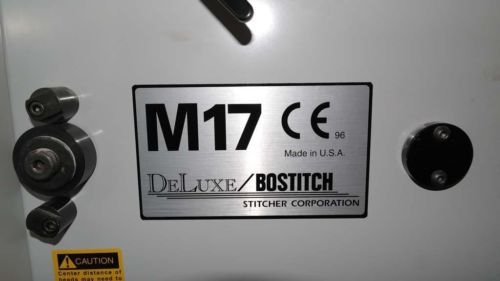 M17 CE 96
Made in U.S.A.
DELUXE/BOSTITCH
STITCHER CORPORATION
CAUTION
Center distance of
heads may need to